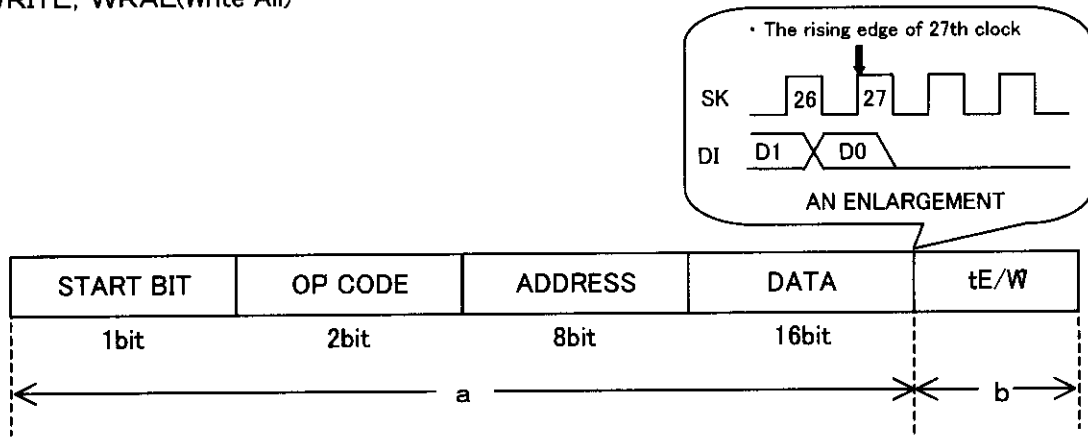 WRITE, WRAL(Write All)
・The rising edge of 27th clock
SK 26 27
DI D1 D0
AN ENLARGEMENT
START BIT OP CODE ADDRESS DATA tE/W
1bit 2bit 8bit 16bit
a b